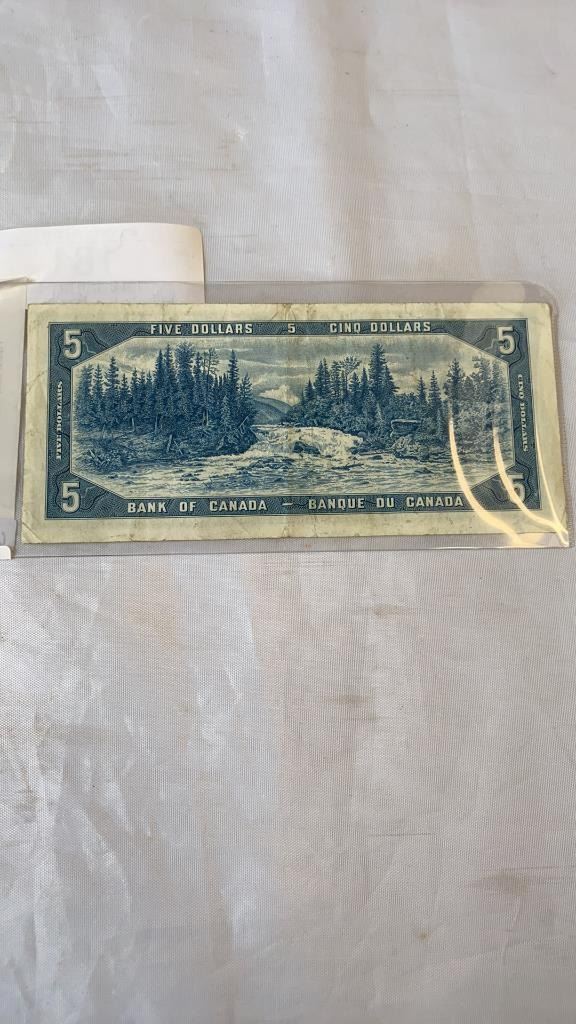 FIVE DOLLARS 5 CINQ DOLLARS
5 5
FIVE DOLLARS
CINQ DOLLARS
5 5
BANK OF CANADA — BANQUE DU CANADA